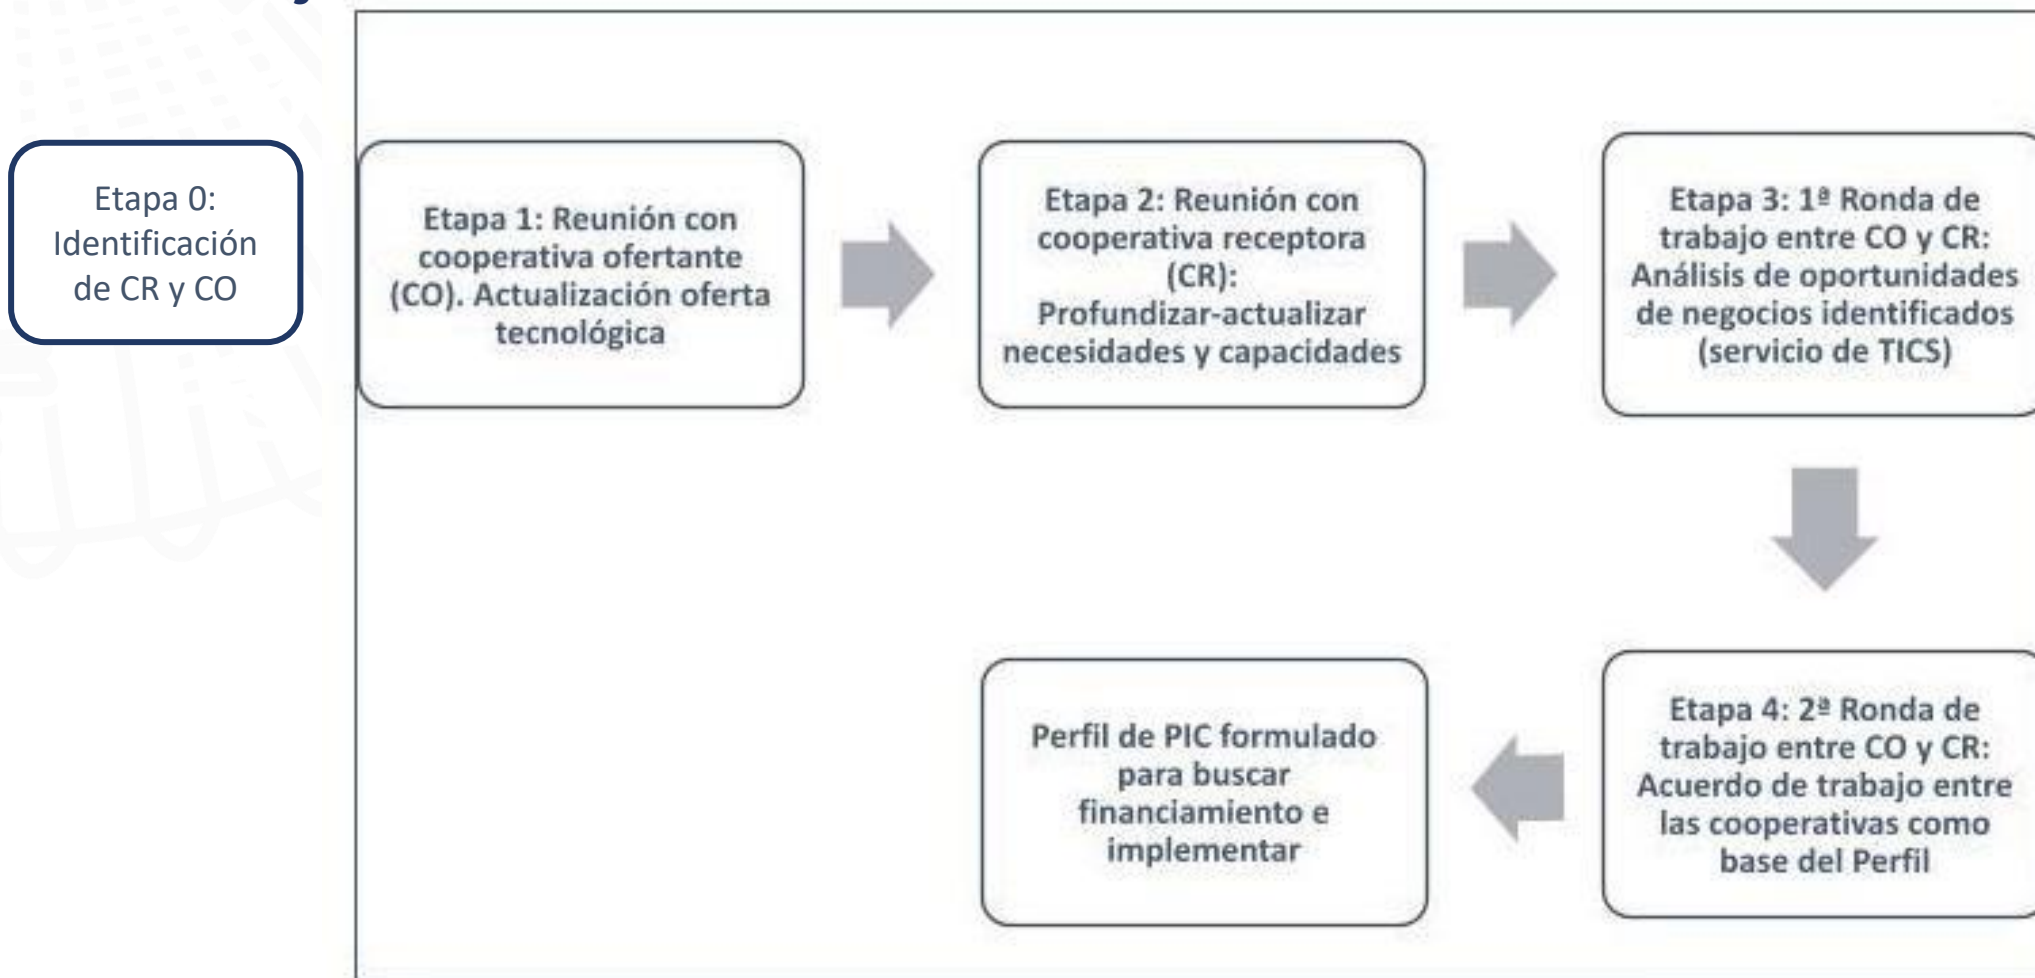 Etapa 0:
Identificación
de CR y CO
Etapa 1: Reunión con
cooperativa ofertante
(CO). Actualización oferta
tecnológica
Etapa 2: Reunión con
cooperativa receptora
(CR):
Profundizar-actualizar
necesidades y capacidades
Etapa 3: 1ª Ronda de
trabajo entre CO y CR:
Análisis de oportunidades
de negocios identificados
(servicio de TICS)
Etapa 4: 2ª Ronda de
trabajo entre CO y CR:
Acuerdo de trabajo entre
las cooperativas como
base del Perfil
Perfil de PIC formulado
para buscar
financiamiento e
implementar